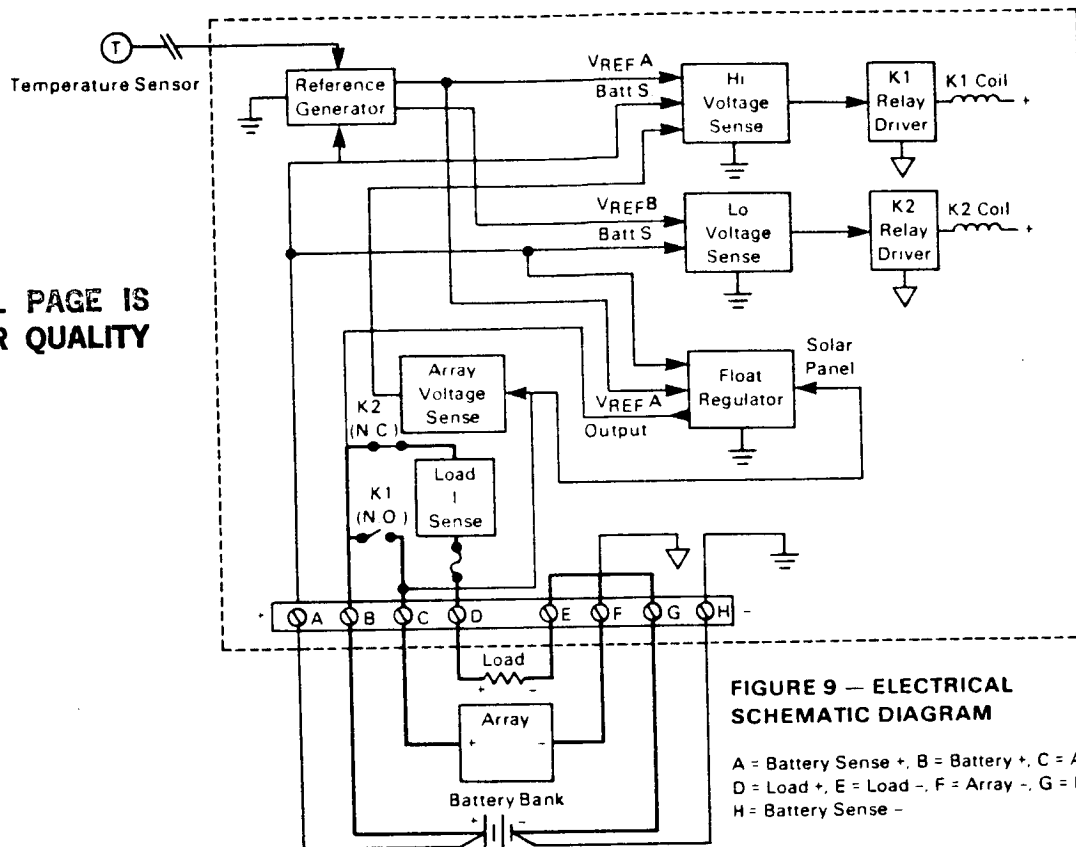 T
Temperature Sensor
Reference
Generator
VREF A
Batt S
Hı
Voltage
Sense
K1
Relay
Driver
K1 Coil
+
VREF B
Batt S
Lo
Voltage
Sense
K2
Relay
Driver
K2 Coil
+
PAGE IS
QUALITY
Array
Voltage
Sense
Solar
Panel
Float
Regulator
VREF A
Output
K2
(N C)
Load
I
Sense
K1
(N O)
+ A B C D E F G H −
Load
+ −
Array
+ −
Battery Bank
+ −
FIGURE 9 — ELECTRICAL
SCHEMATIC DIAGRAM
A = Battery Sense +, B = Battery +, C = A
D = Load +, E = Load −, F = Array −, G =
H = Battery Sense −